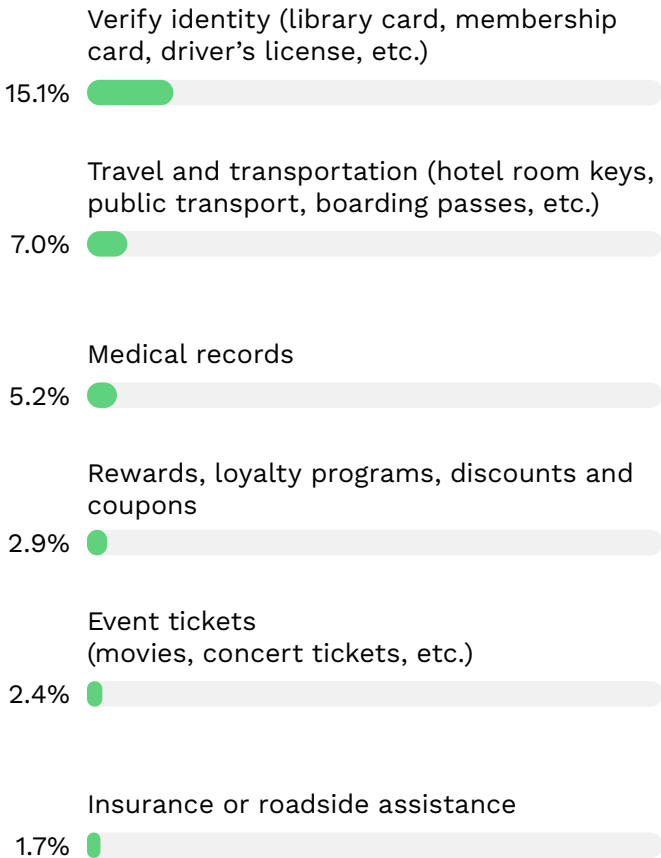 Verify identity (library card, membership
card, driver’s license, etc.)
15.1%
Travel and transportation (hotel room keys,
public transport, boarding passes, etc.)
7.0%
Medical records
5.2%
Rewards, loyalty programs, discounts and
coupons
2.9%
Event tickets
(movies, concert tickets, etc.)
2.4%
Insurance or roadside assistance
1.7%